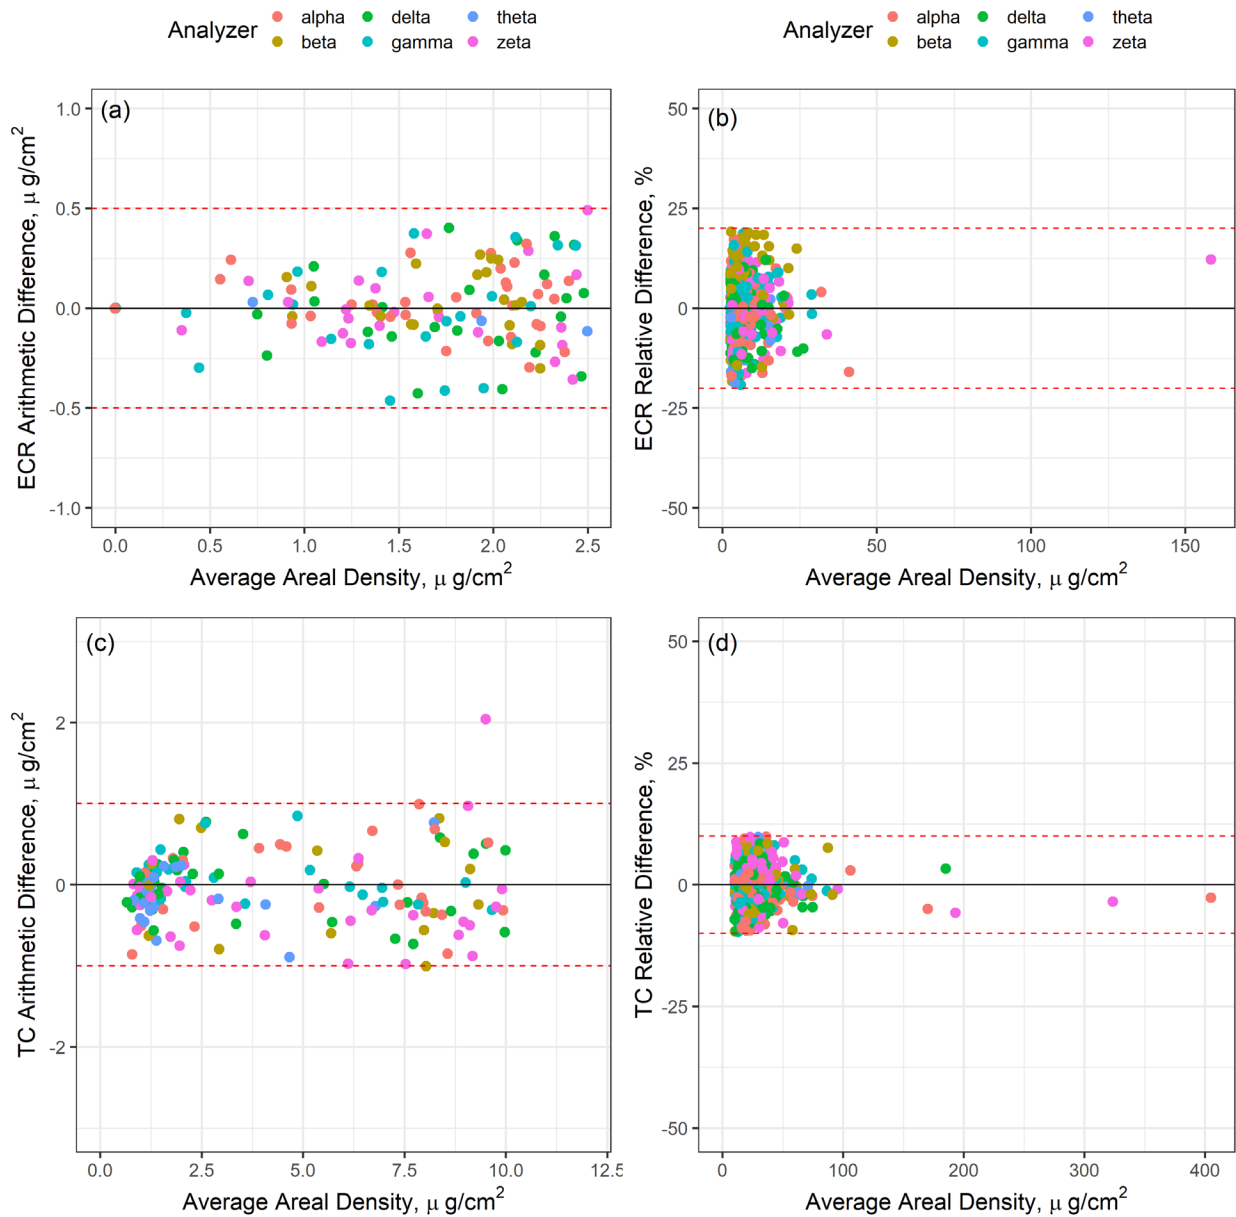 Analyzer
alpha delta theta
beta gamma zeta
Analyzer
alpha delta theta
beta gamma zeta
(a)
ECR Arithmetic Difference, μ g/cm²
1.0
0.5
0.0
-0.5
-1.0
0.0 0.5 1.0 1.5 2.0 2.5
Average Areal Density, μ g/cm²
(b)
ECR Relative Difference, %
50
25
0
-25
-50
0 50 100 150
Average Areal Density, μ g/cm²
(c)
TC Arithmetic Difference, μ g/cm²
2
0
-2
0.0 2.5 5.0 7.5 10.0 12.5
Average Areal Density, μ g/cm²
(d)
TC Relative Difference, %
50
25
0
-25
-50
0 100 200 300 400
Average Areal Density, μ g/cm²